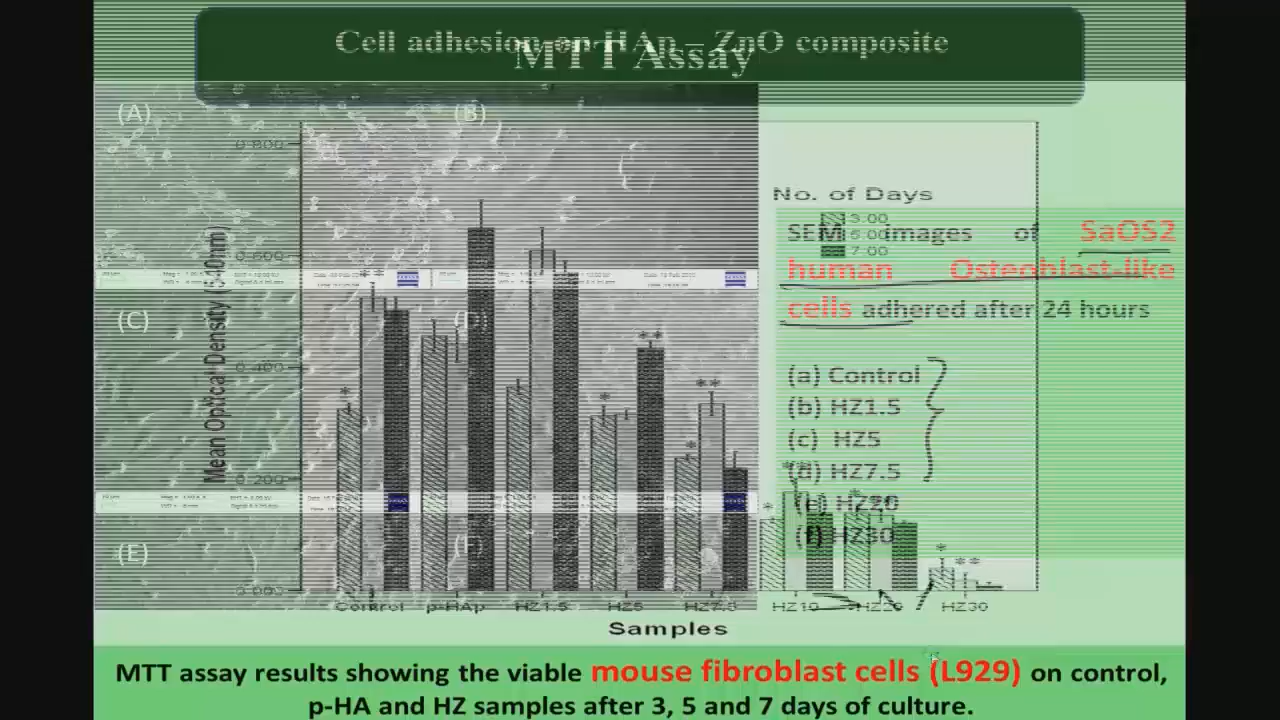 Cell adhesion on HAp – ZnO composite
MTT Assay
(A)
(B)
0.800
No. of Days
3.00
5.00
7.00
SEM images of SaOS2
human Osteoblast-like
cells adhered after 24 hours
0.600
(C)
(D)
Mean Optical Density (540nm)
0.400
(a) Control
(b) HZ1.5
(c) HZ5
(d) HZ7.5
HZ20
(f) HZ30
0.200
(E)
(F)
0.000
Control p-HAp HZ1.5 HZ5 HZ7.5 HZ10 HZ20 HZ30
Samples
MTT assay results showing the viable mouse fibroblast cells (L929) on control,
p-HA and HZ samples after 3, 5 and 7 days of culture.